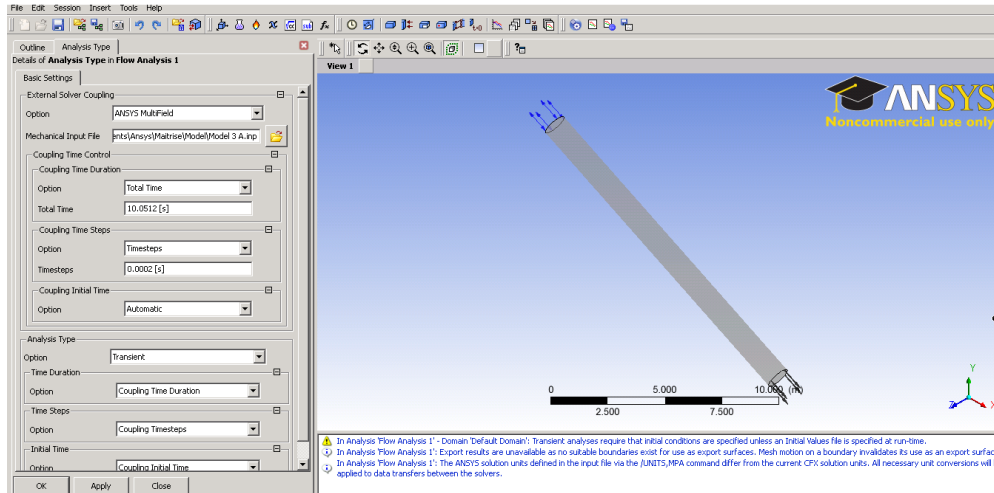 File Edit Session Insert Tools Help
Outline Analysis Type
Details of Analysis Type in Flow Analysis 1
Basic Settings
External Solver Coupling
Option ANSYS MultiField
Mechanical Input File ents\Ansys\Maitrise\Model\Model 3 A.inp
Coupling Time Control
Coupling Time Duration
Option Total Time
Total Time 10.0512 [s]
Coupling Time Steps
Option Timesteps
Timesteps 0.0002 [s]
Coupling Initial Time
Option Automatic
Analysis Type
Option Transient
Time Duration
Option Coupling Time Duration
Time Steps
Option Coupling Timesteps
Initial Time
Option Coupling Initial Time
OK Apply Close
View 1
ANSYS
Noncommercial use only
0 5.000 10.000 (m)
2.500 7.500
Y
Z X
In Analysis 'Flow Analysis 1' - Domain 'Default Domain': Transient analyses require that initial conditions are specified unless an Initial Values file is specified at run-time.
In Analysis 'Flow Analysis 1': Export results are unavailable as no suitable boundaries exist for use as export surfaces. Mesh motion on a boundary invalidates its use as an export surfac
In Analysis 'Flow Analysis 1': The ANSYS solution units defined in the input file via the /UNITS,MPA command differ from the current CFX solution units. All necessary unit conversions will
applied to data transfers between the solvers.